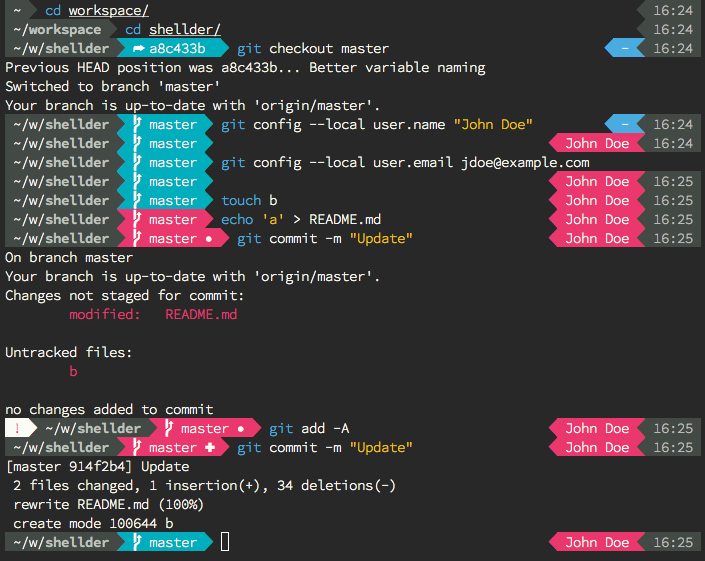 ~ cd workspace/ 16:24
~/workspace cd shellder/ 16:24
~/w/shellder ➦ a8c433b git checkout master ~ 16:24
Previous HEAD position was a8c433b... Better variable naming
Switched to branch 'master'
Your branch is up-to-date with 'origin/master'.
~/w/shellder master git config --local user.name "John Doe" ~ 16:24
~/w/shellder master John Doe 16:24
~/w/shellder master git config --local user.email jdoe@example.com
~/w/shellder master John Doe 16:25
~/w/shellder master touch b John Doe 16:25
~/w/shellder master echo 'a' > README.md John Doe 16:25
~/w/shellder master • git commit -m "Update" John Doe 16:25
On branch master
Your branch is up-to-date with 'origin/master'.
Changes not staged for commit:
modified: README.md
Untracked files:
b
no changes added to commit
! ~/w/shellder master • git add -A John Doe 16:25
~/w/shellder master ✚ git commit -m "Update" John Doe 16:25
[master 914f2b4] Update
2 files changed, 1 insertion(+), 34 deletions(-)
rewrite README.md (100%)
create mode 100644 b
~/w/shellder master John Doe 16:25